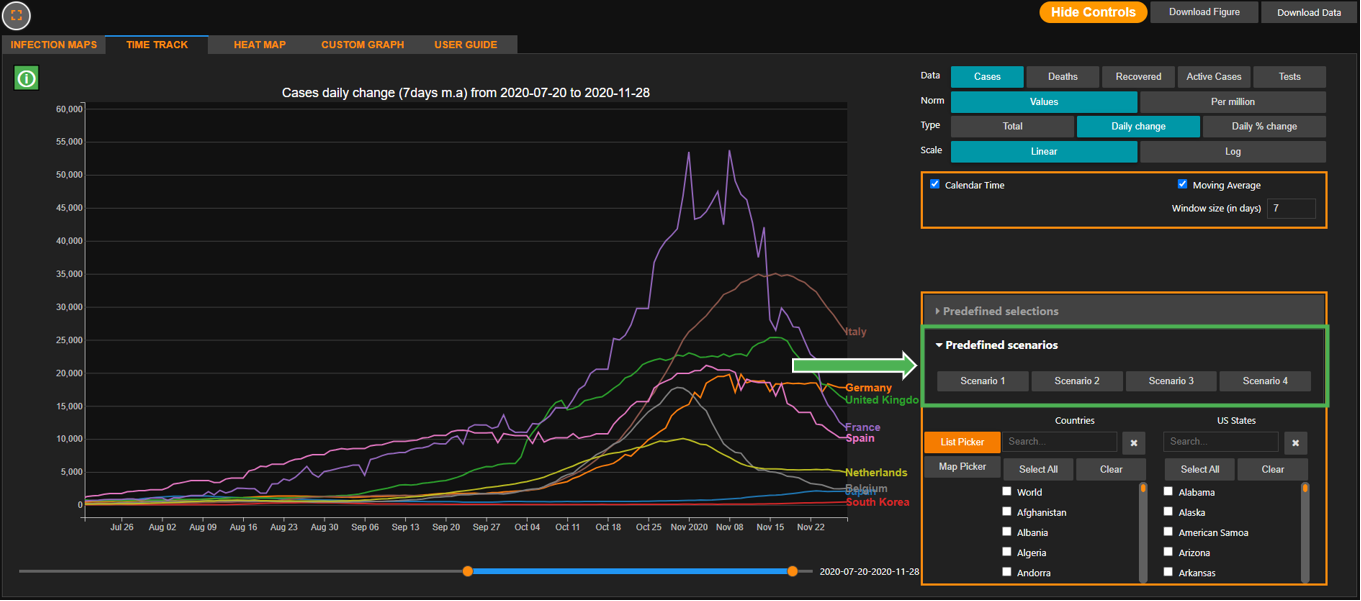 Hide Controls
Download Figure
Download Data
INFECTION MAPS
TIME TRACK
HEAT MAP
CUSTOM GRAPH
USER GUIDE
Cases daily change (7days m.a) from 2020-07-20 to 2020-11-28
60,000
55,000
50,000
45,000
40,000
35,000
30,000
25,000
20,000
15,000
10,000
5,000
0
Jul 26
Aug 02
Aug 09
Aug 16
Aug 23
Aug 30
Sep 06
Sep 13
Sep 20
Sep 27
Oct 04
Oct 11
Oct 18
Oct 25
Nov 2020
Nov 08
Nov 15
Nov 22
Italy
Germany
United Kingdo
France
Spain
Netherlands
Belgium
Japan
South Korea
2020-07-20-2020-11-28
Data
Cases
Deaths
Recovered
Active Cases
Tests
Norm
Values
Per million
Type
Total
Daily change
Daily % change
Scale
Linear
Log
Calendar Time
Moving Average
Window size (in days)
7
Predefined selections
Predefined scenarios
Scenario 1
Scenario 2
Scenario 3
Scenario 4
Countries
US States
List Picker
Search...
Search...
Map Picker
Select All
Clear
Select All
Clear
World
Afghanistan
Albania
Algeria
Andorra
Alabama
Alaska
American Samoa
Arizona
Arkansas